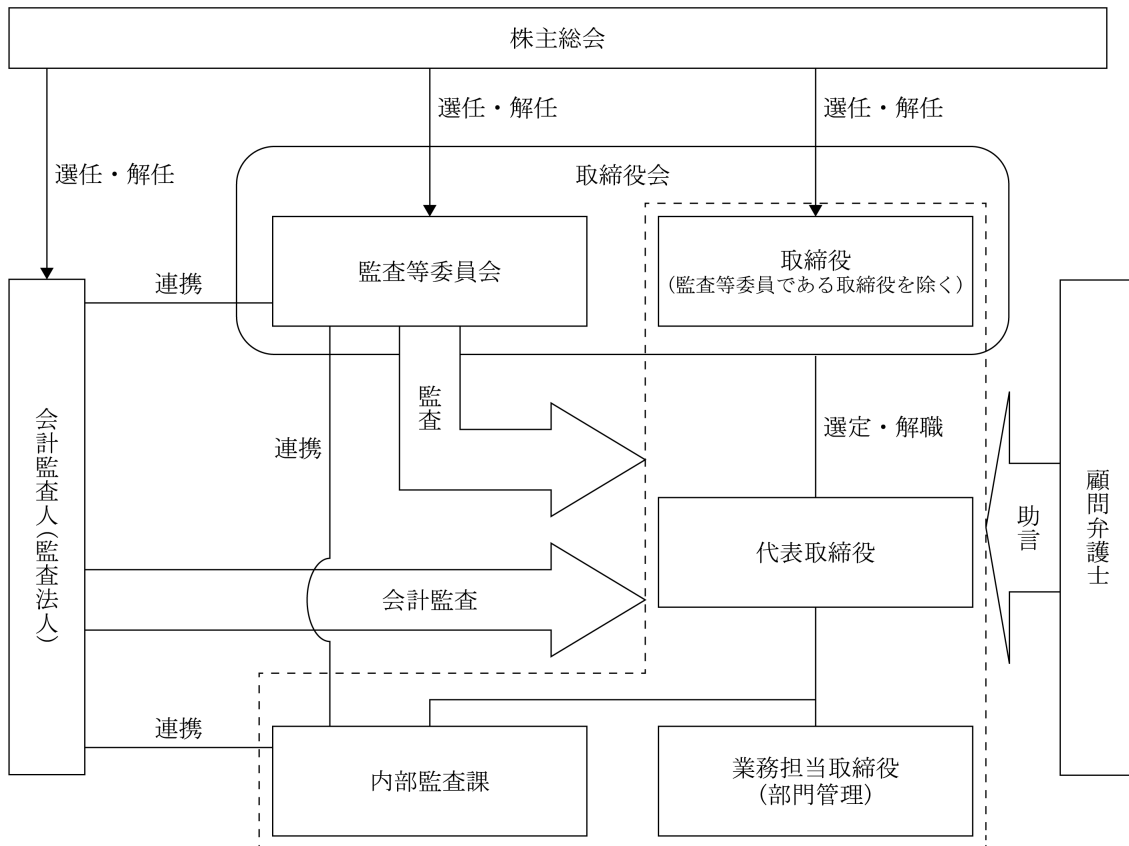 株主総会
選任・解任
選任・解任
選任・解任
取締役会
監査等委員会
取締役
(監査等委員である取締役を除く)
連携
会計監査人(監査法人)
監査
連携
選定・解職
助言
顧問弁護士
代表取締役
会計監査
連携
内部監査課
業務担当取締役
(部門管理)